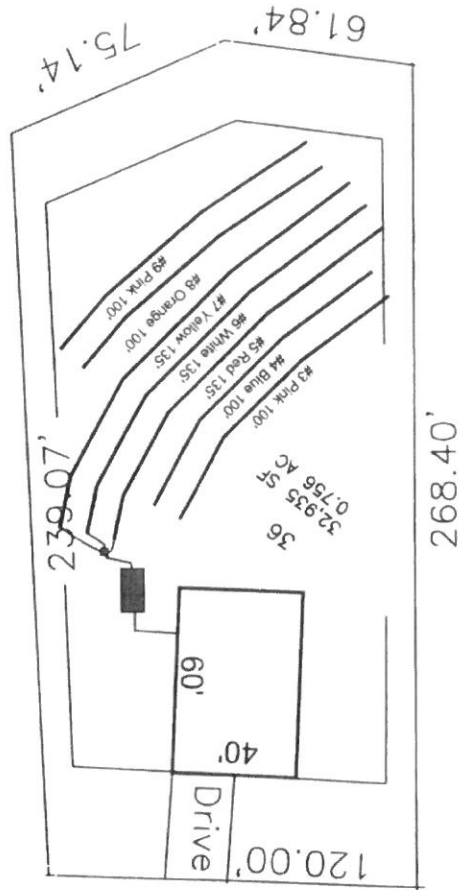 75.14'
61.84'
#9 Pink 100'
#8 Orange 100'
#7 Yellow 135'
#6 White 135'
#5 Red 135'
#4 Blue 100'
#3 Pink 100'
36
32,935 SF
0.756 AC
239.07'
268.40'
60'
40'
Drive
120.00'